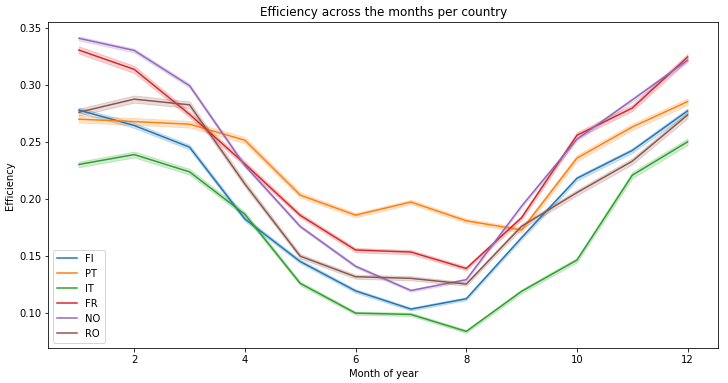 Efficiency across the months per country
Efficiency
0.35
0.30
0.25
0.20
0.15
0.10
FI
PT
IT
FR
NO
RO
2 4 6 8 10 12
Month of year